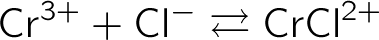 Cr³⁺ + Cl⁻ ⇄ CrCl²⁺